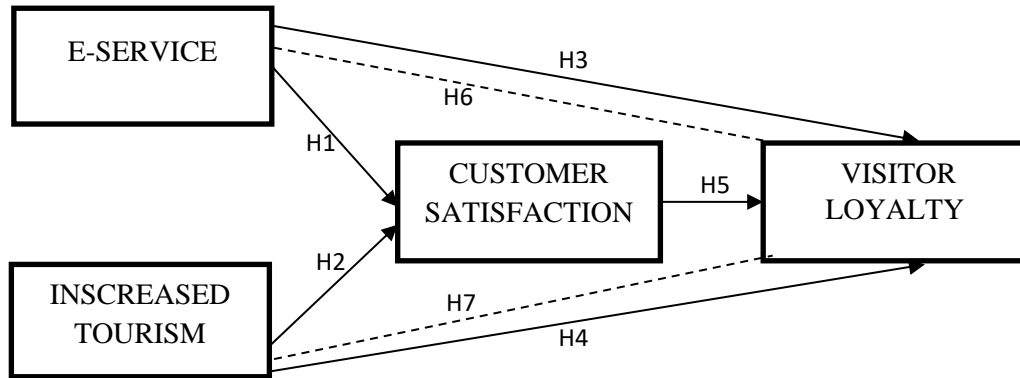 E-SERVICE
H3
H6
H1
CUSTOMER
SATISFACTION
H5
VISITOR
LOYALTY
H2
INSCREASED
TOURISM
H7
H4